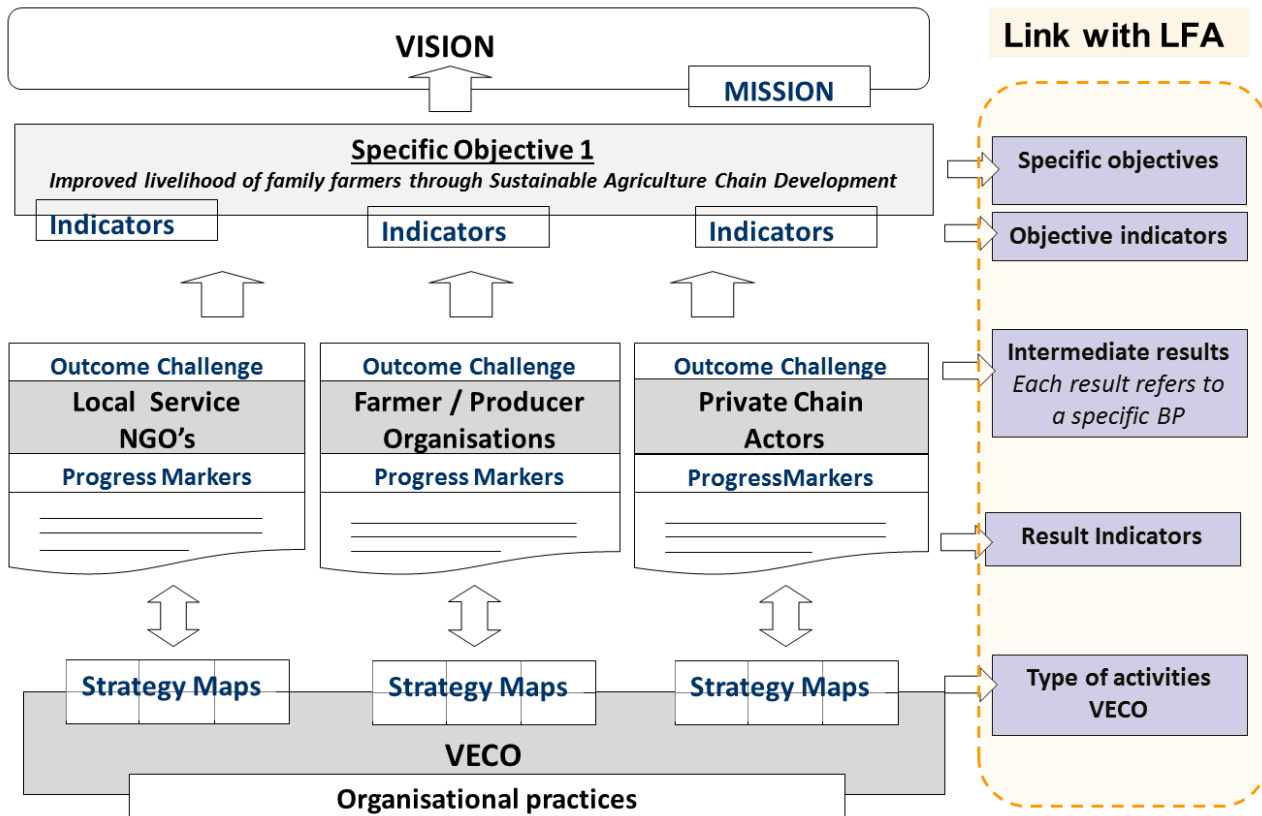 VISION
MISSION
Specific Objective 1
Improved livelihood of family farmers through Sustainable Agriculture Chain Development
Indicators
Indicators
Indicators
Outcome Challenge
Local Service
NGO's
Progress Markers
Outcome Challenge
Farmer / Producer
Organisations
Progress Markers
Outcome Challenge
Private Chain
Actors
ProgressMarkers
Strategy Maps
Strategy Maps
Strategy Maps
VECO
Organisational practices
Link with LFA
Specific objectives
Objective indicators
Intermediate results
Each result refers to
a specific BP
Result Indicators
Type of activities
VECO